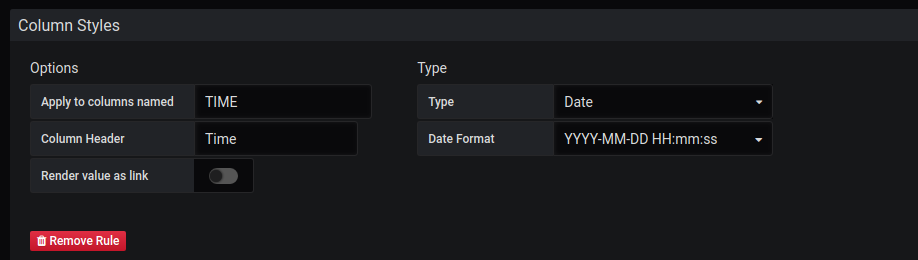 Column Styles
Options
Type
Apply to columns named TIME
Type Date
Column Header Time
Date Format YYYY-MM-DD HH:mm:ss
Render value as link
Remove Rule